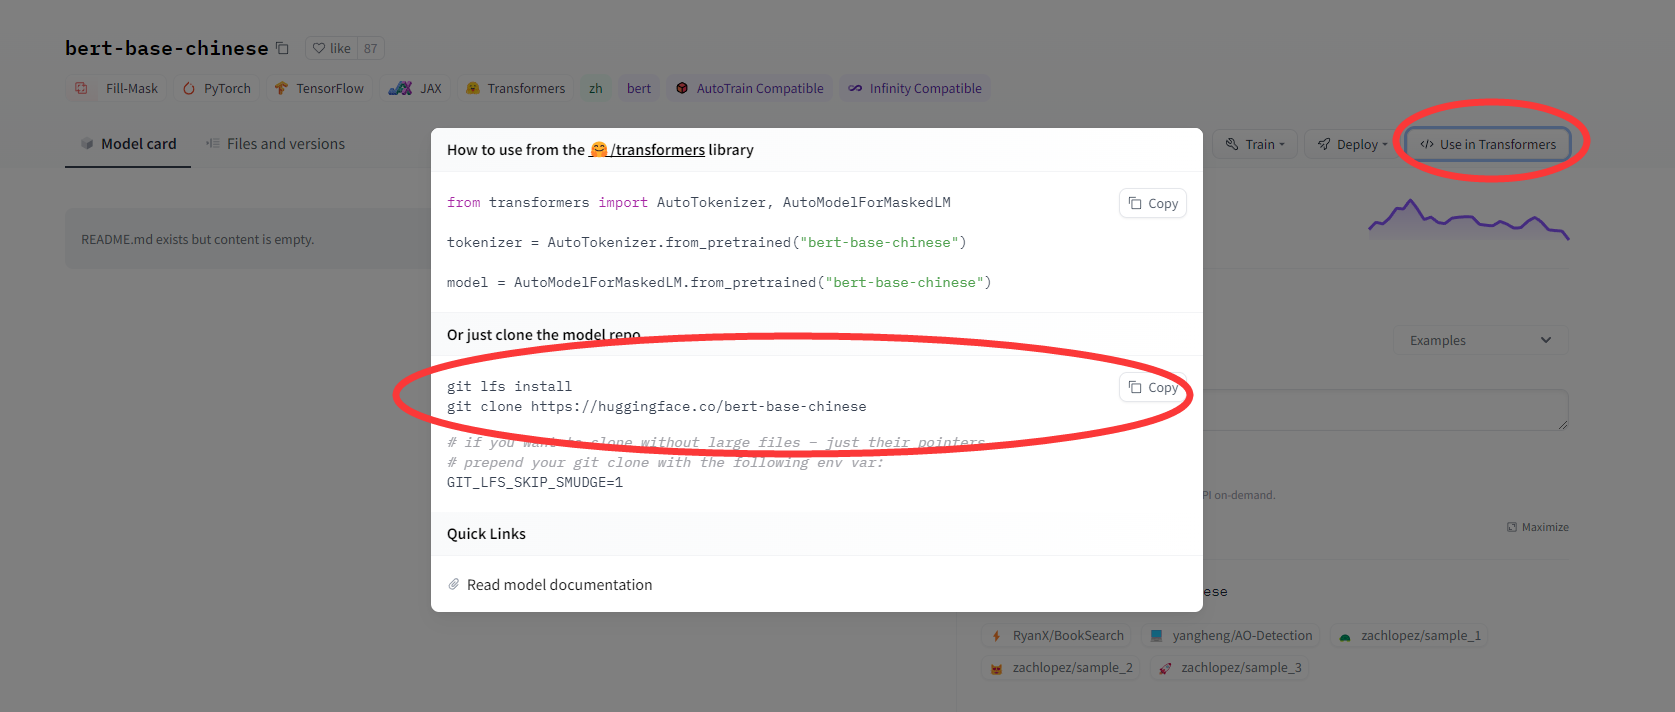 bert-base-chinese
like 87
Fill-Mask PyTorch TensorFlow JAX Transformers zh bert AutoTrain Compatible Infinity Compatible
Model card Files and versions
Train Deploy </> Use in Transformers
README.md exists but content is empty.
How to use from the /transformers library
from transformers import AutoTokenizer, AutoModelForMaskedLM
Copy
tokenizer = AutoTokenizer.from_pretrained("bert-base-chinese")
model = AutoModelForMaskedLM.from_pretrained("bert-base-chinese")
Or just clone the model repo
git lfs install
git clone https://huggingface.co/bert-base-chinese
Copy
# if you want to clone without large files – just their pointers
# prepend your git clone with the following env var:
GIT_LFS_SKIP_SMUDGE=1
Quick Links
Read model documentation
Examples
PI on-demand.
Maximize
ese
RyanX/BookSearch yangheng/AO-Detection zachlopez/sample_1
zachlopez/sample_2 zachlopez/sample_3